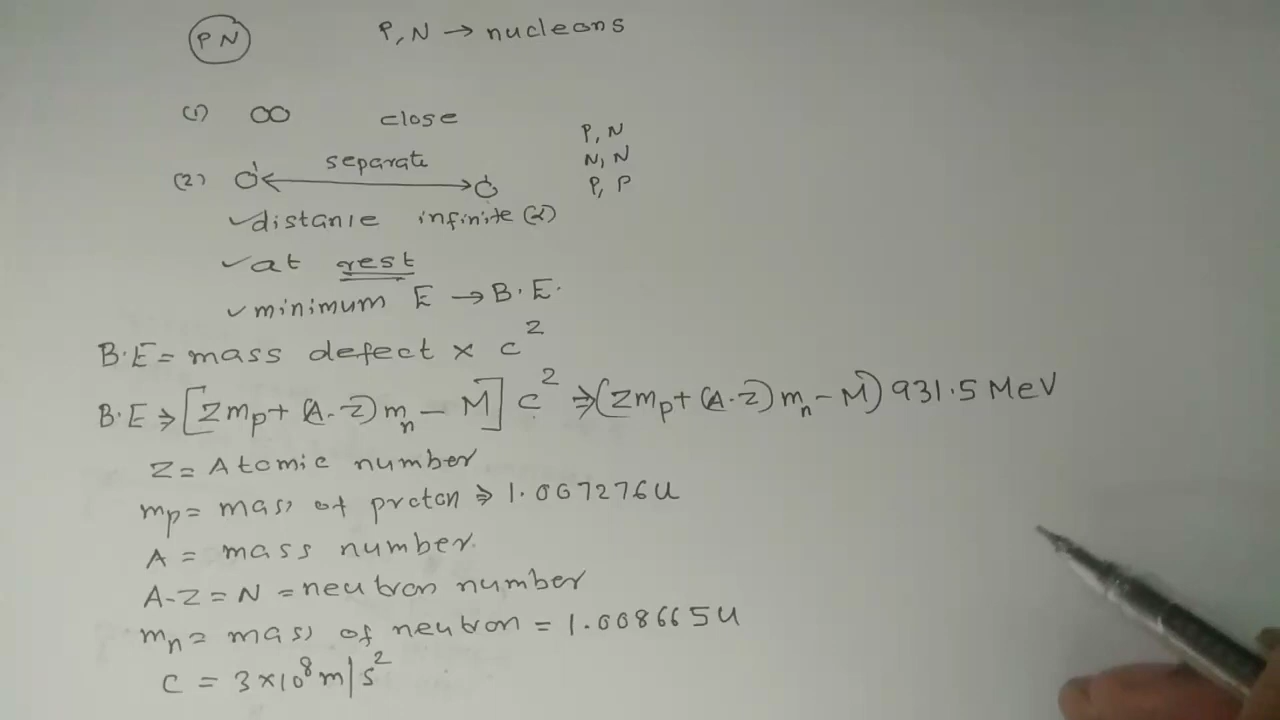 PN P, N → nucleons
(1) close
(2) separate
P, N
N, N
P, P
✓distance infinite (α)
✓at rest
✓minimum E → B.E.
B.E = mass defect × c²
B.E ⇒ [Zmp + (A-Z)mn - M] c² ⇒ (Zmp + (A-Z)mn - M) 931.5 MeV
Z = Atomic number
mp = mass of proton ⇒ 1.007276u
A = mass number.
A-Z = N = neutron number
mn = mass of neutron = 1.008665u
c = 3×10⁸m/s²